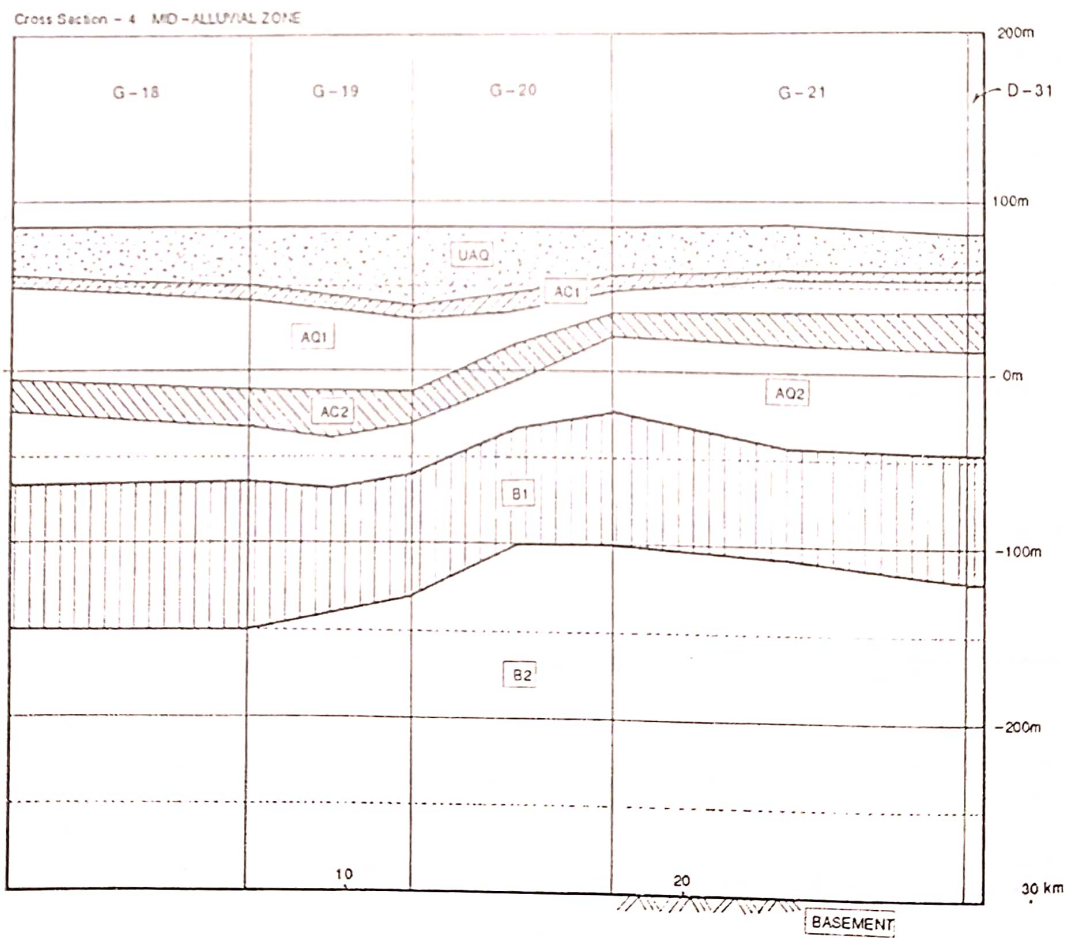 Cross Section - 4 MID-ALLUVIAL ZONE
200m
G-18 G-19 G-20 G-21 D-31
100m
UAQ
AC1
AQ1
0m
AQ2
AC2
B1
-100m
B2
-200m
10 20 30 km
BASEMENT